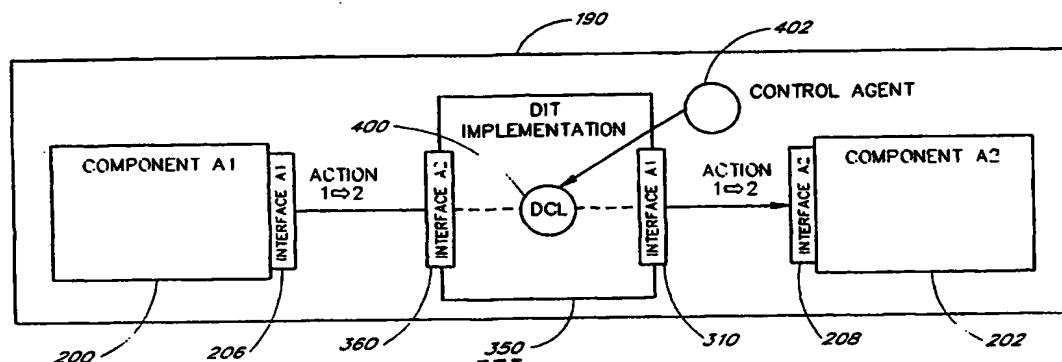 190
402
CONTROL AGENT
DIT
IMPLEMENTATION
400
COMPONENT A1
INTERFACE A1
ACTION
1⇨2
INTERFACE A2
DCL
INTERFACE A1
ACTION
1⇨2
INTERFACE A2
COMPONENT A2
200
206
360
350
310
208
202